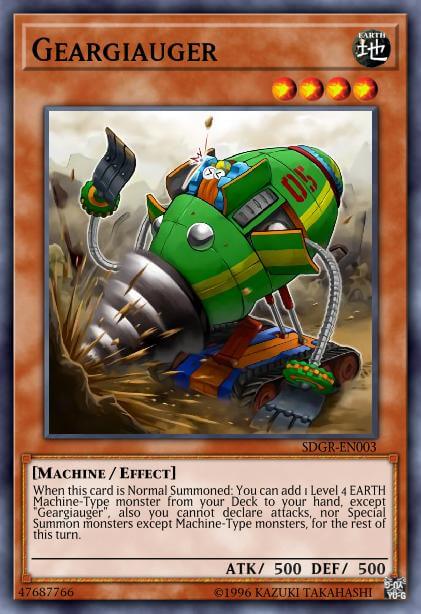 GEARGIAUGER
EARTH
地
05
SDGR-EN003
[MACHINE / EFFECT]
When this card is Normal Summoned: You can add 1 Level 4 EARTH
Machine-Type monster from your Deck to your hand, except
"Geargiauger", also you cannot declare attacks, nor Special
Summon monsters except Machine-Type monsters, for the rest of
this turn.
ATK/ 500 DEF/ 500
47687766
©1996 KAZUKI TAKAHASHI